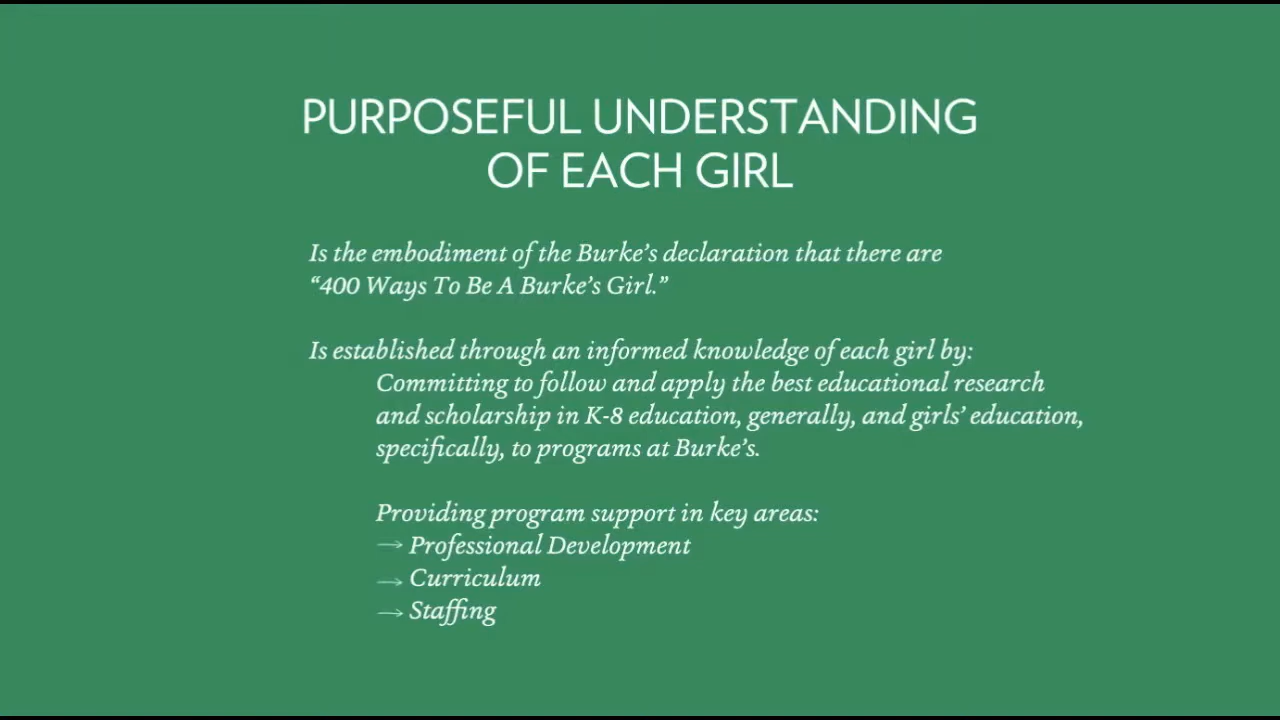 PURPOSEFUL UNDERSTANDING
OF EACH GIRL
Is the embodiment of the Burke’s declaration that there are
“400 Ways To Be A Burke’s Girl.”
Is established through an informed knowledge of each girl by:
Committing to follow and apply the best educational research
and scholarship in K-8 education, generally, and girls’ education,
specifically, to programs at Burke’s.
Providing program support in key areas:
→ Professional Development
→ Curriculum
→ Staffing